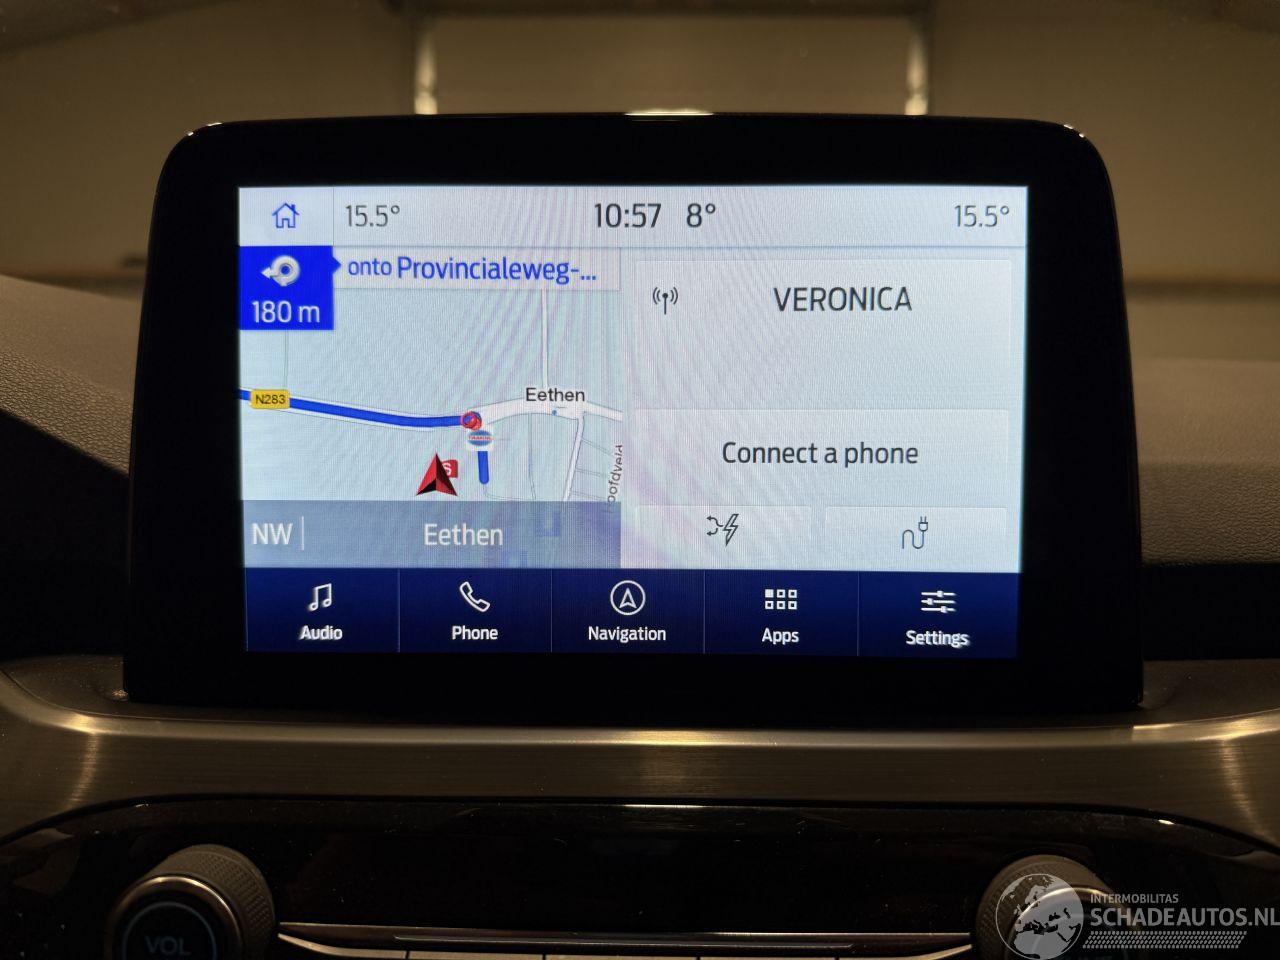 15.5° 10:57 8° 15.5°
onto Provincialeweg-...
180 m
VERONICA
N283
Eethen
Connect a phone
S
NW
Eethen
Audio Phone Navigation Apps Settings
VOL
INTERMOBILITAS
SCHADEAUTOS.NL